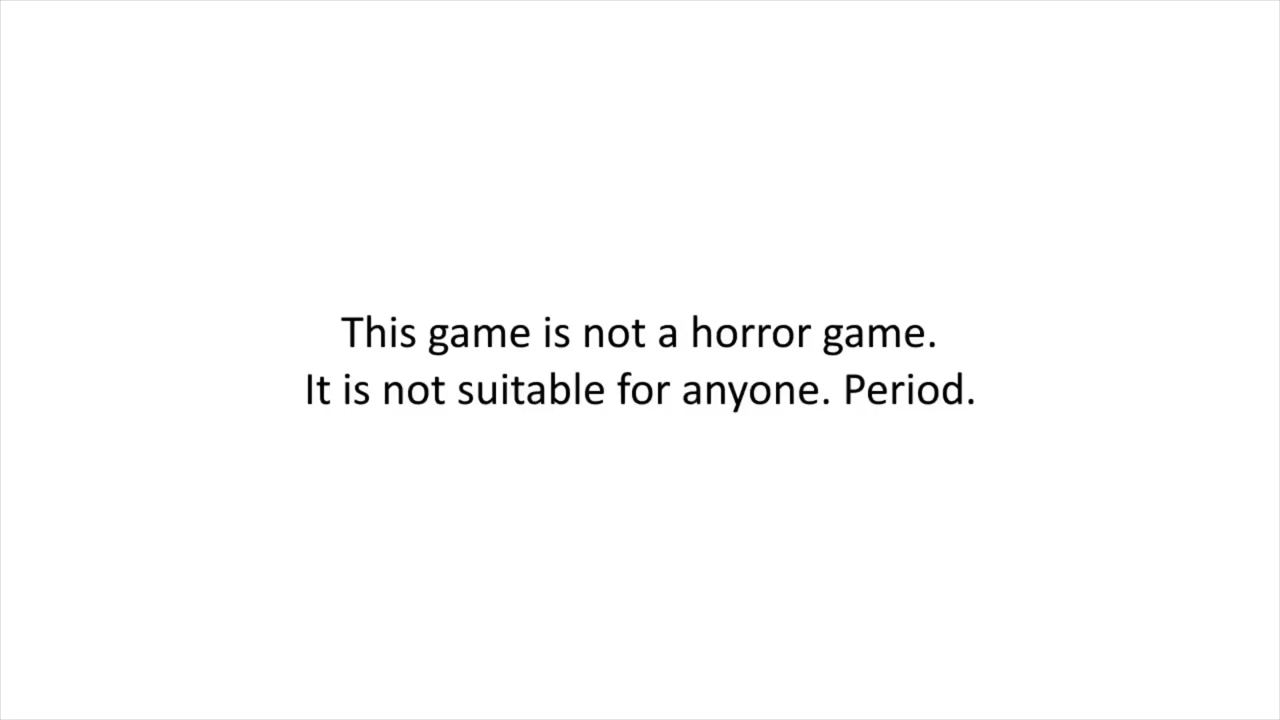 This game is not a horror game.
It is not suitable for anyone. Period.